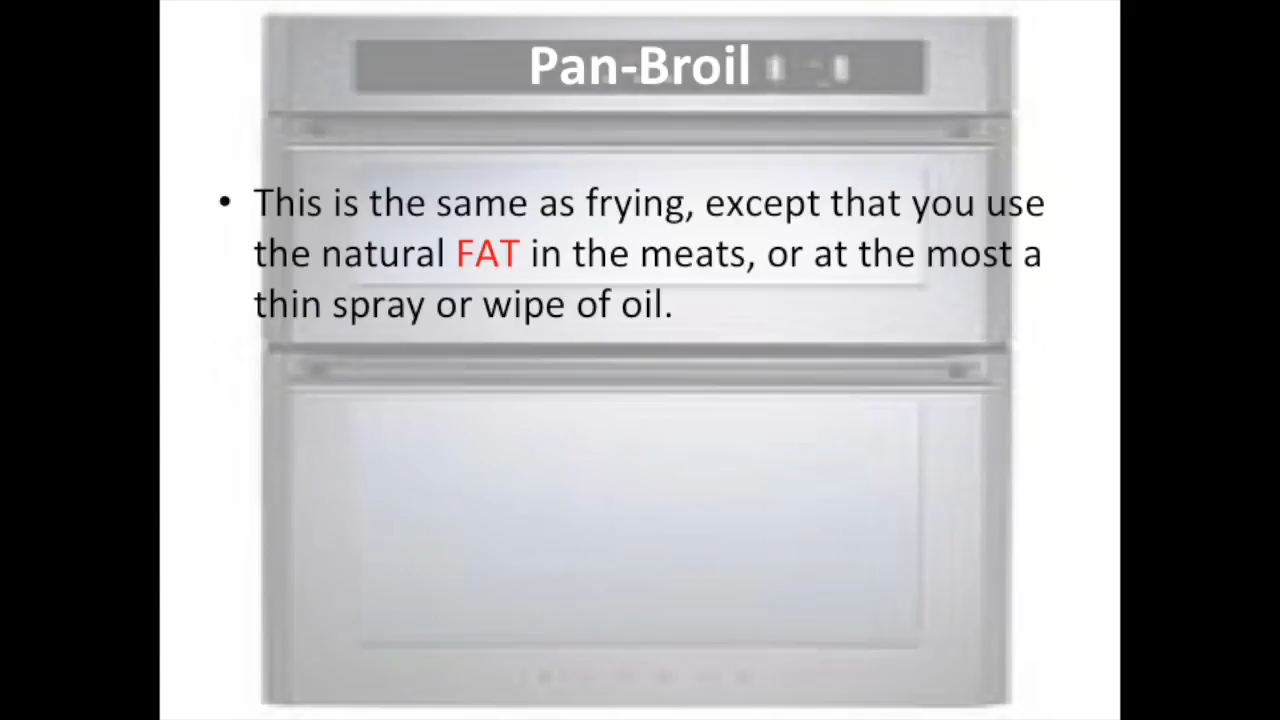 Pan-Broil
• This is the same as frying, except that you use
the natural FAT in the meats, or at the most a
thin spray or wipe of oil.